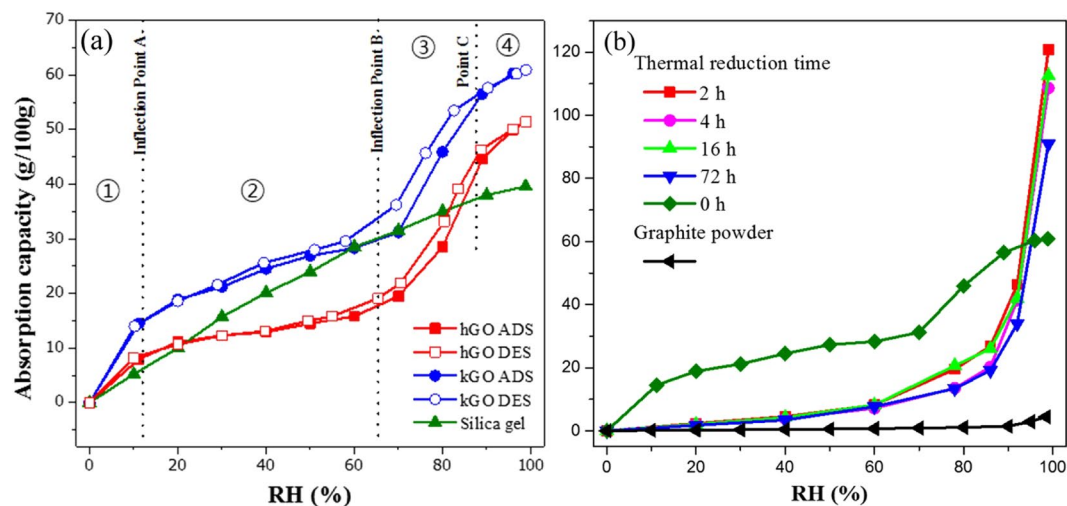 (a)
Inflection Point A
Inflection Point B
Point C
①
②
③
④
Absorption capacity (g/100g)
70
60
50
40
30
20
10
0
hGO ADS
hGO DES
kGO ADS
kGO DES
Silica gel
0
20
40
60
80
100
RH (%)
(b)
Thermal reduction time
2 h
4 h
16 h
72 h
0 h
Graphite powder
120
100
80
60
40
20
0
0
20
40
60
80
100
RH (%)